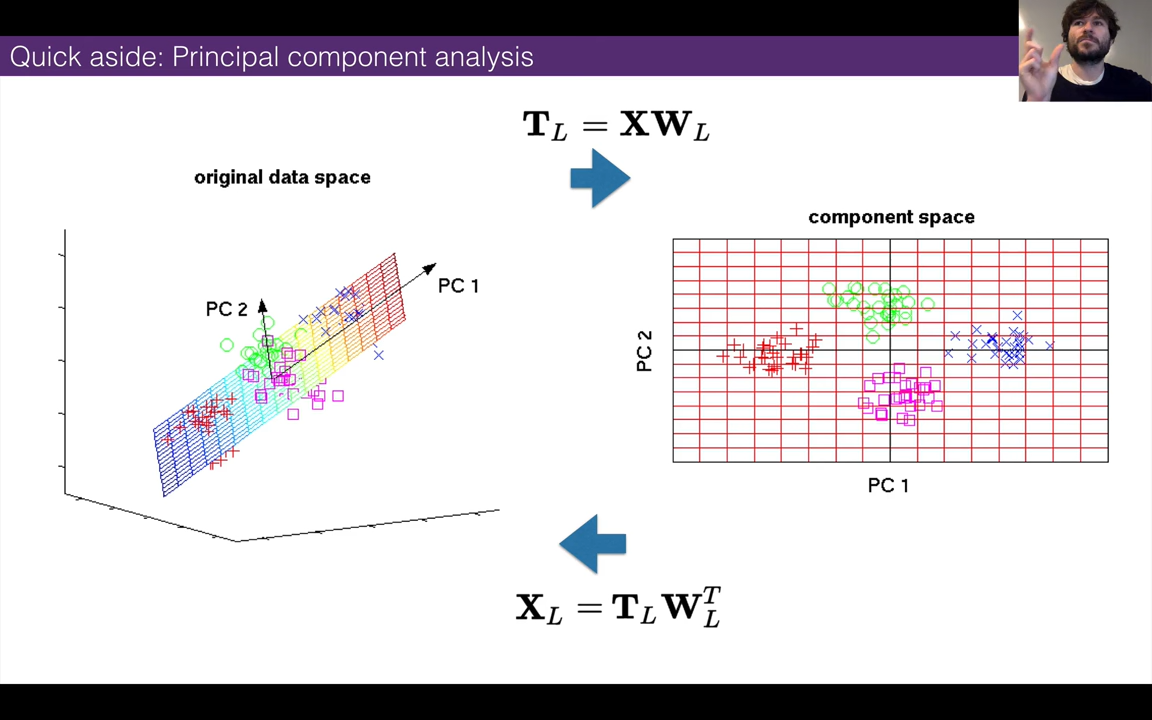 Quick aside: Principal component analysis
T_L = XW_L
original data space
component space
PC 1
PC 2
PC 2
PC 1
X_L = T_L W_L^T